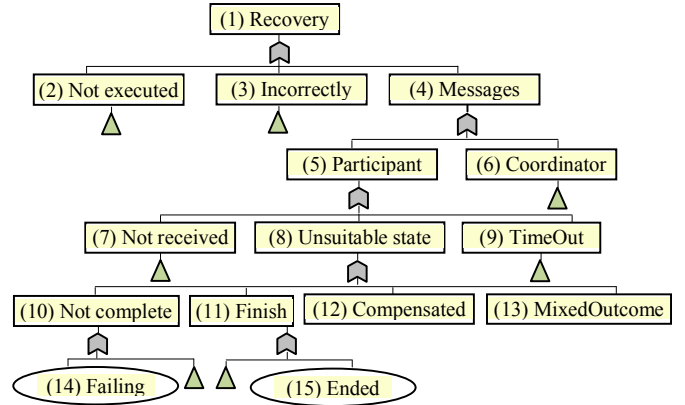 (1) Recovery
(2) Not executed
(3) Incorrectly
(4) Messages
(5) Participant
(6) Coordinator
(7) Not received
(8) Unsuitable state
(9) TimeOut
(10) Not complete
(11) Finish
(12) Compensated
(13) MixedOutcome
(14) Failing
(15) Ended